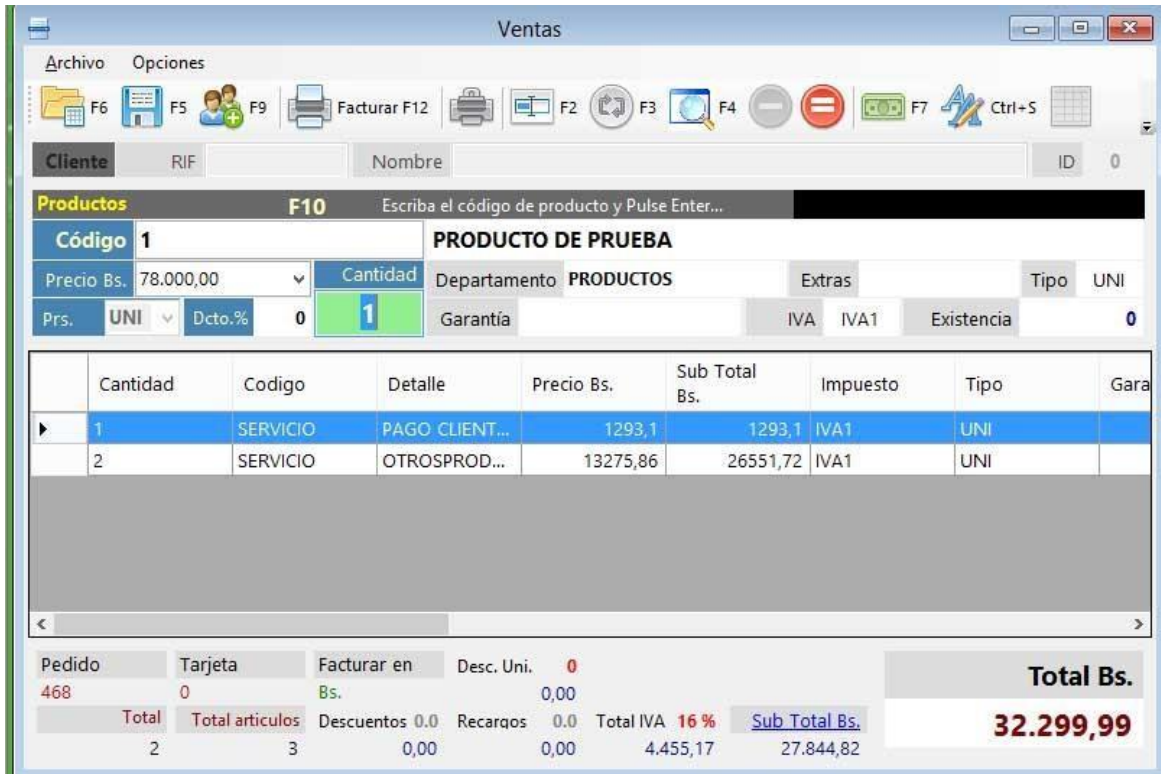 Ventas
Archivo Opciones
F6 F5 F9 Facturar F12 F2 F3 F4 F7 Ctrl+S
Cliente RIF Nombre ID 0
Productos F10 Escriba el código de producto y Pulse Enter...
Código 1 PRODUCTO DE PRUEBA
Precio Bs. 78.000,00 Cantidad Departamento PRODUCTOS Extras Tipo UNI
Prs. UNI Dcto.% 0 1 Garantía IVA IVA1 Existencia 0
Cantidad Codigo Detalle Precio Bs. Sub Total Bs. Impuesto Tipo Gara
1 SERVICIO PAGO CLIENT... 1293,1 1293,1 IVA1 UNI
2 SERVICIO OTROSPROD... 13275,86 26551,72 IVA1 UNI
Pedido Tarjeta Facturar en Desc. Uni. 0 Total Bs.
468 0 Bs. 0,00
Total Total articulos Descuentos 0.0 Recargos 0.0 Total IVA 16 % Sub Total Bs. 32.299,99
2 3 0,00 0,00 4.455,17 27.844,82